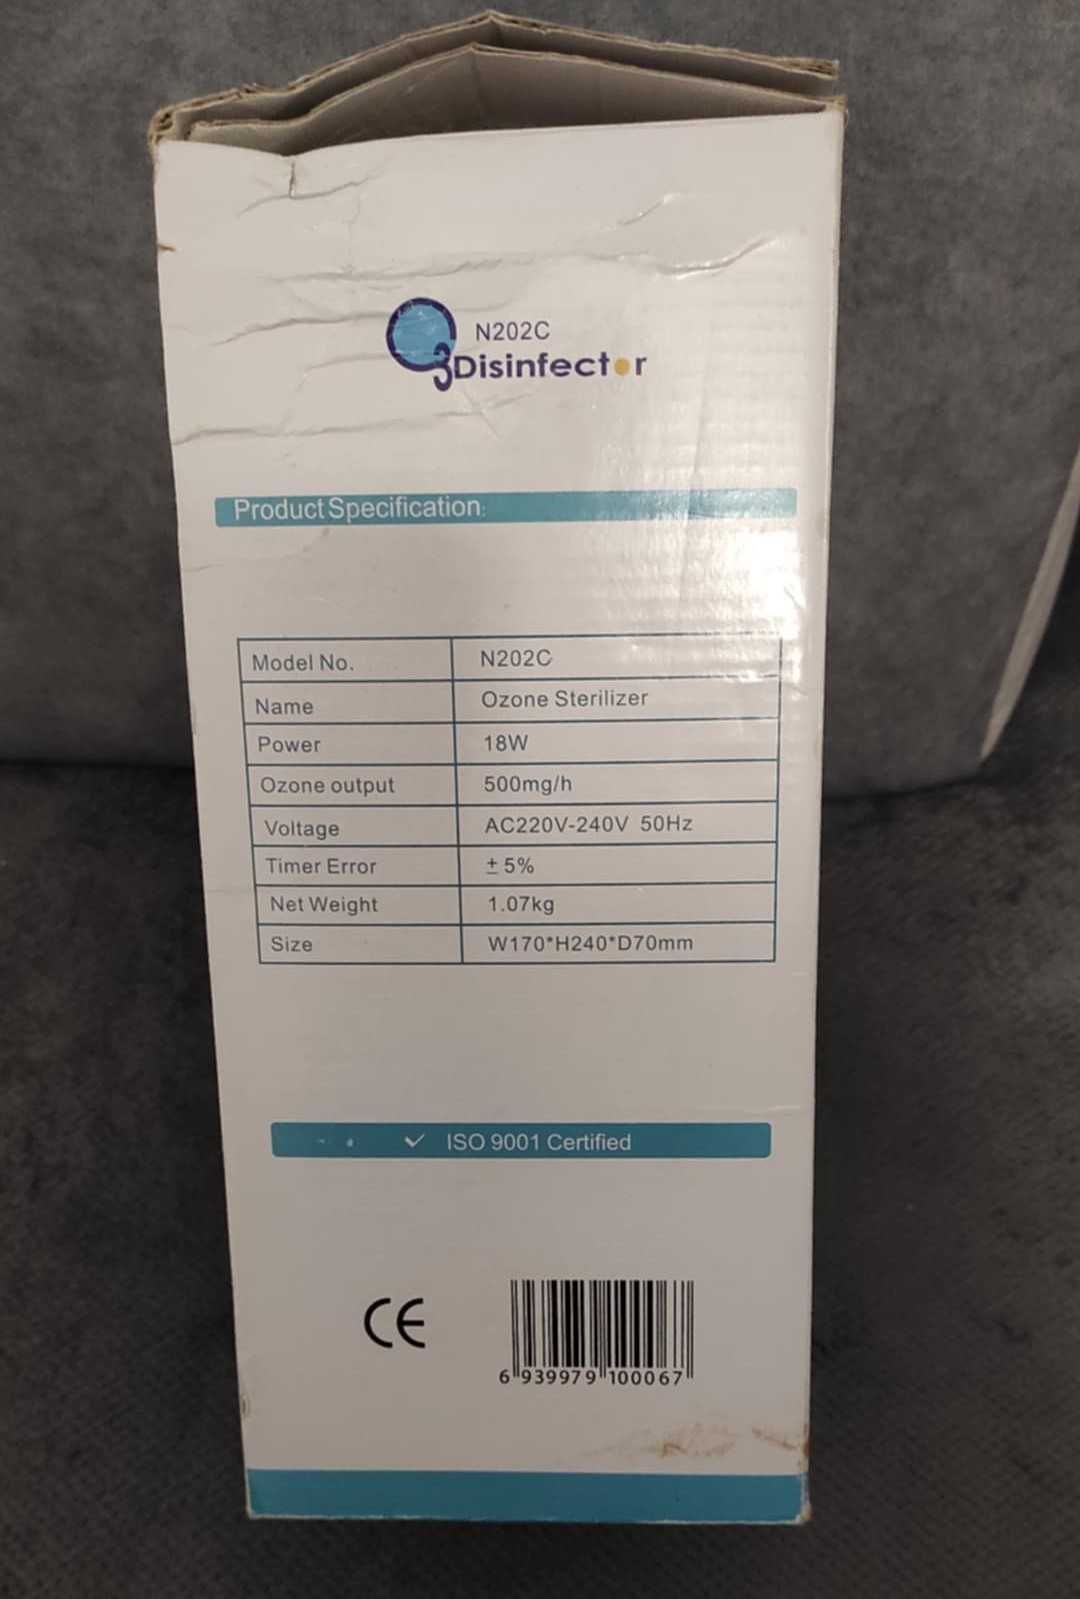 N202C
O3Disinfector
Product Specification:
Model No. N202C
Name Ozone Sterilizer
Power 18W
Ozone output 500mg/h
Voltage AC220V-240V 50Hz
Timer Error ±5%
Net Weight 1.07kg
Size W170*H240*D70mm
✓ ISO 9001 Certified
CE
6 939979 100067